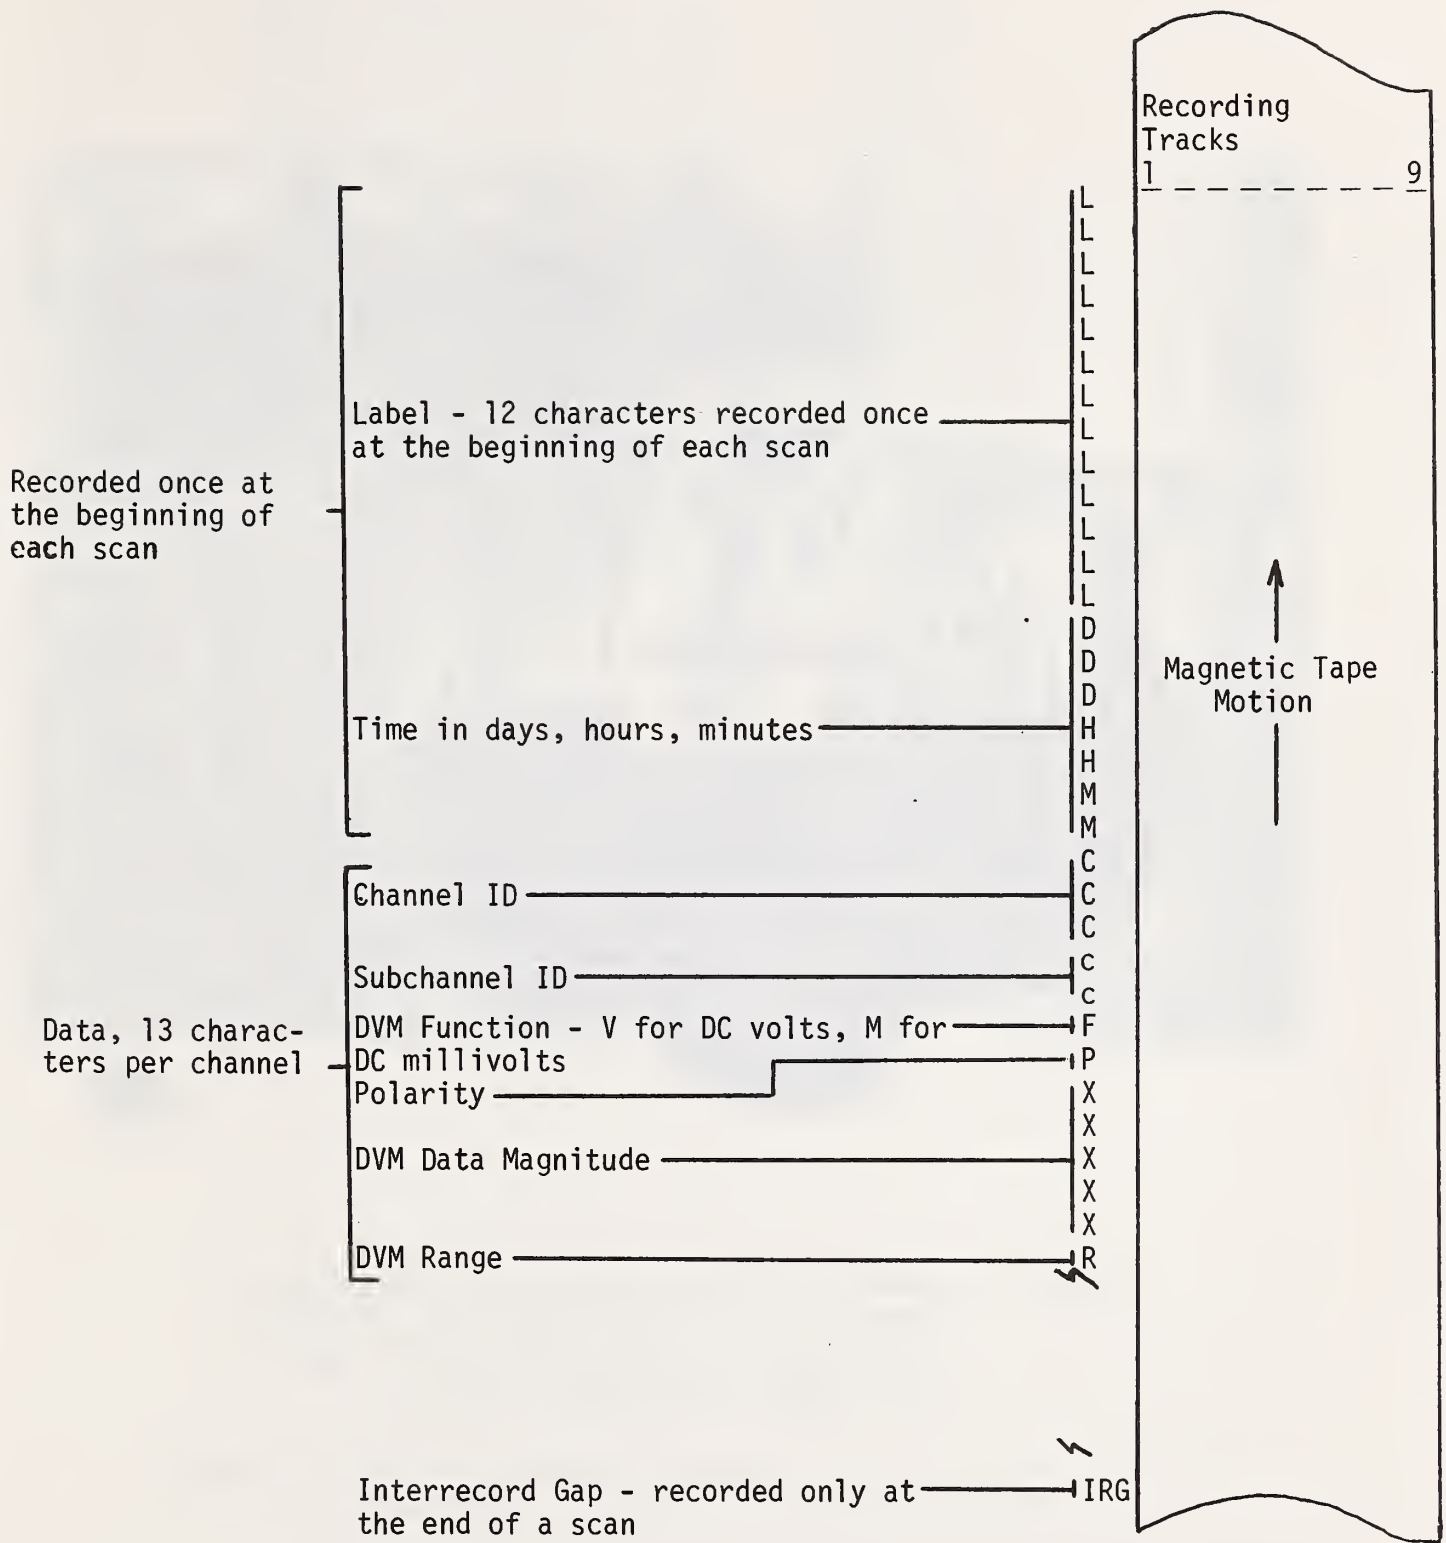 Recording
Tracks
1 9
Recorded once at
the beginning of
each scan
Label - 12 characters recorded once
at the beginning of each scan
Time in days, hours, minutes
L
L
L
L
L
L
L
L
L
L
L
L
L
D
D
D
H
H
M
M
Magnetic Tape
Motion
Data, 13 charac-
ters per channel
Channel ID
Subchannel ID
DVM Function - V for DC volts, M for
DC millivolts
Polarity
DVM Data Magnitude
DVM Range
C
C
C
c
c
F
P
X
X
X
X
X
R
Interrecord Gap - recorded only at
the end of a scan
IRG